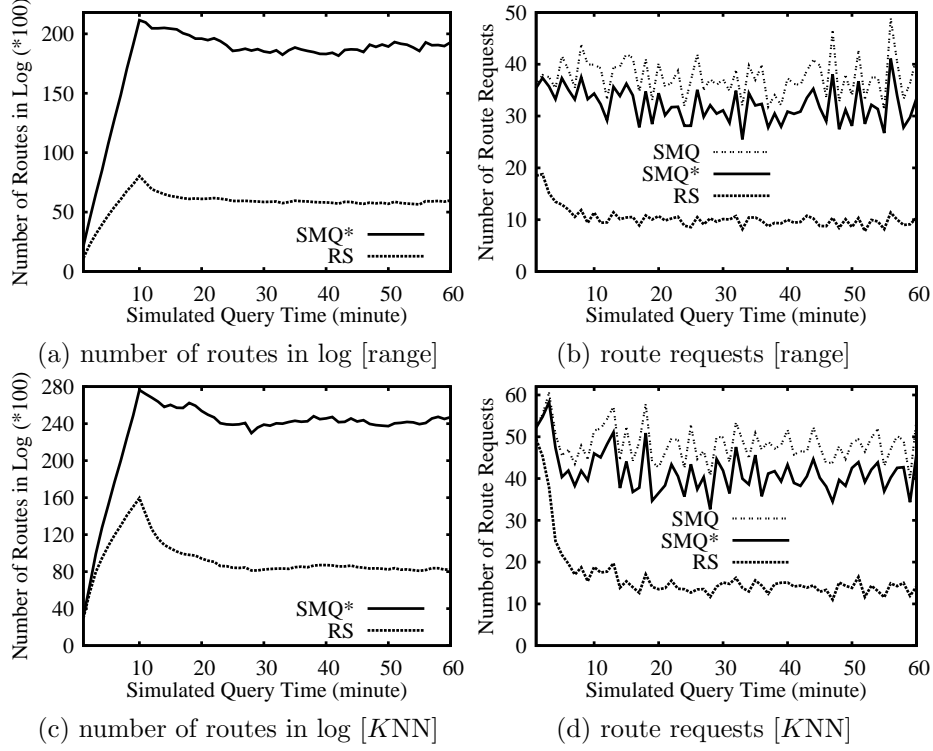 Number of Routes in Log (*100)
200
150
100
50
0
SMQ*
RS
10 20 30 40 50 60
Simulated Query Time (minute)
(a) number of routes in log [range]
Number of Route Requests
50
40
30
20
10
0
SMQ
SMQ*
RS
10 20 30 40 50 60
Simulated Query Time (minute)
(b) route requests [range]
Number of Routes in Log (*100)
280
240
200
160
120
80
40
0
SMQ*
RS
10 20 30 40 50 60
Simulated Query Time (minute)
(c) number of routes in log [KNN]
Number of Route Requests
60
50
40
30
20
10
0
SMQ
SMQ*
RS
10 20 30 40 50 60
Simulated Query Time (minute)
(d) route requests [KNN]